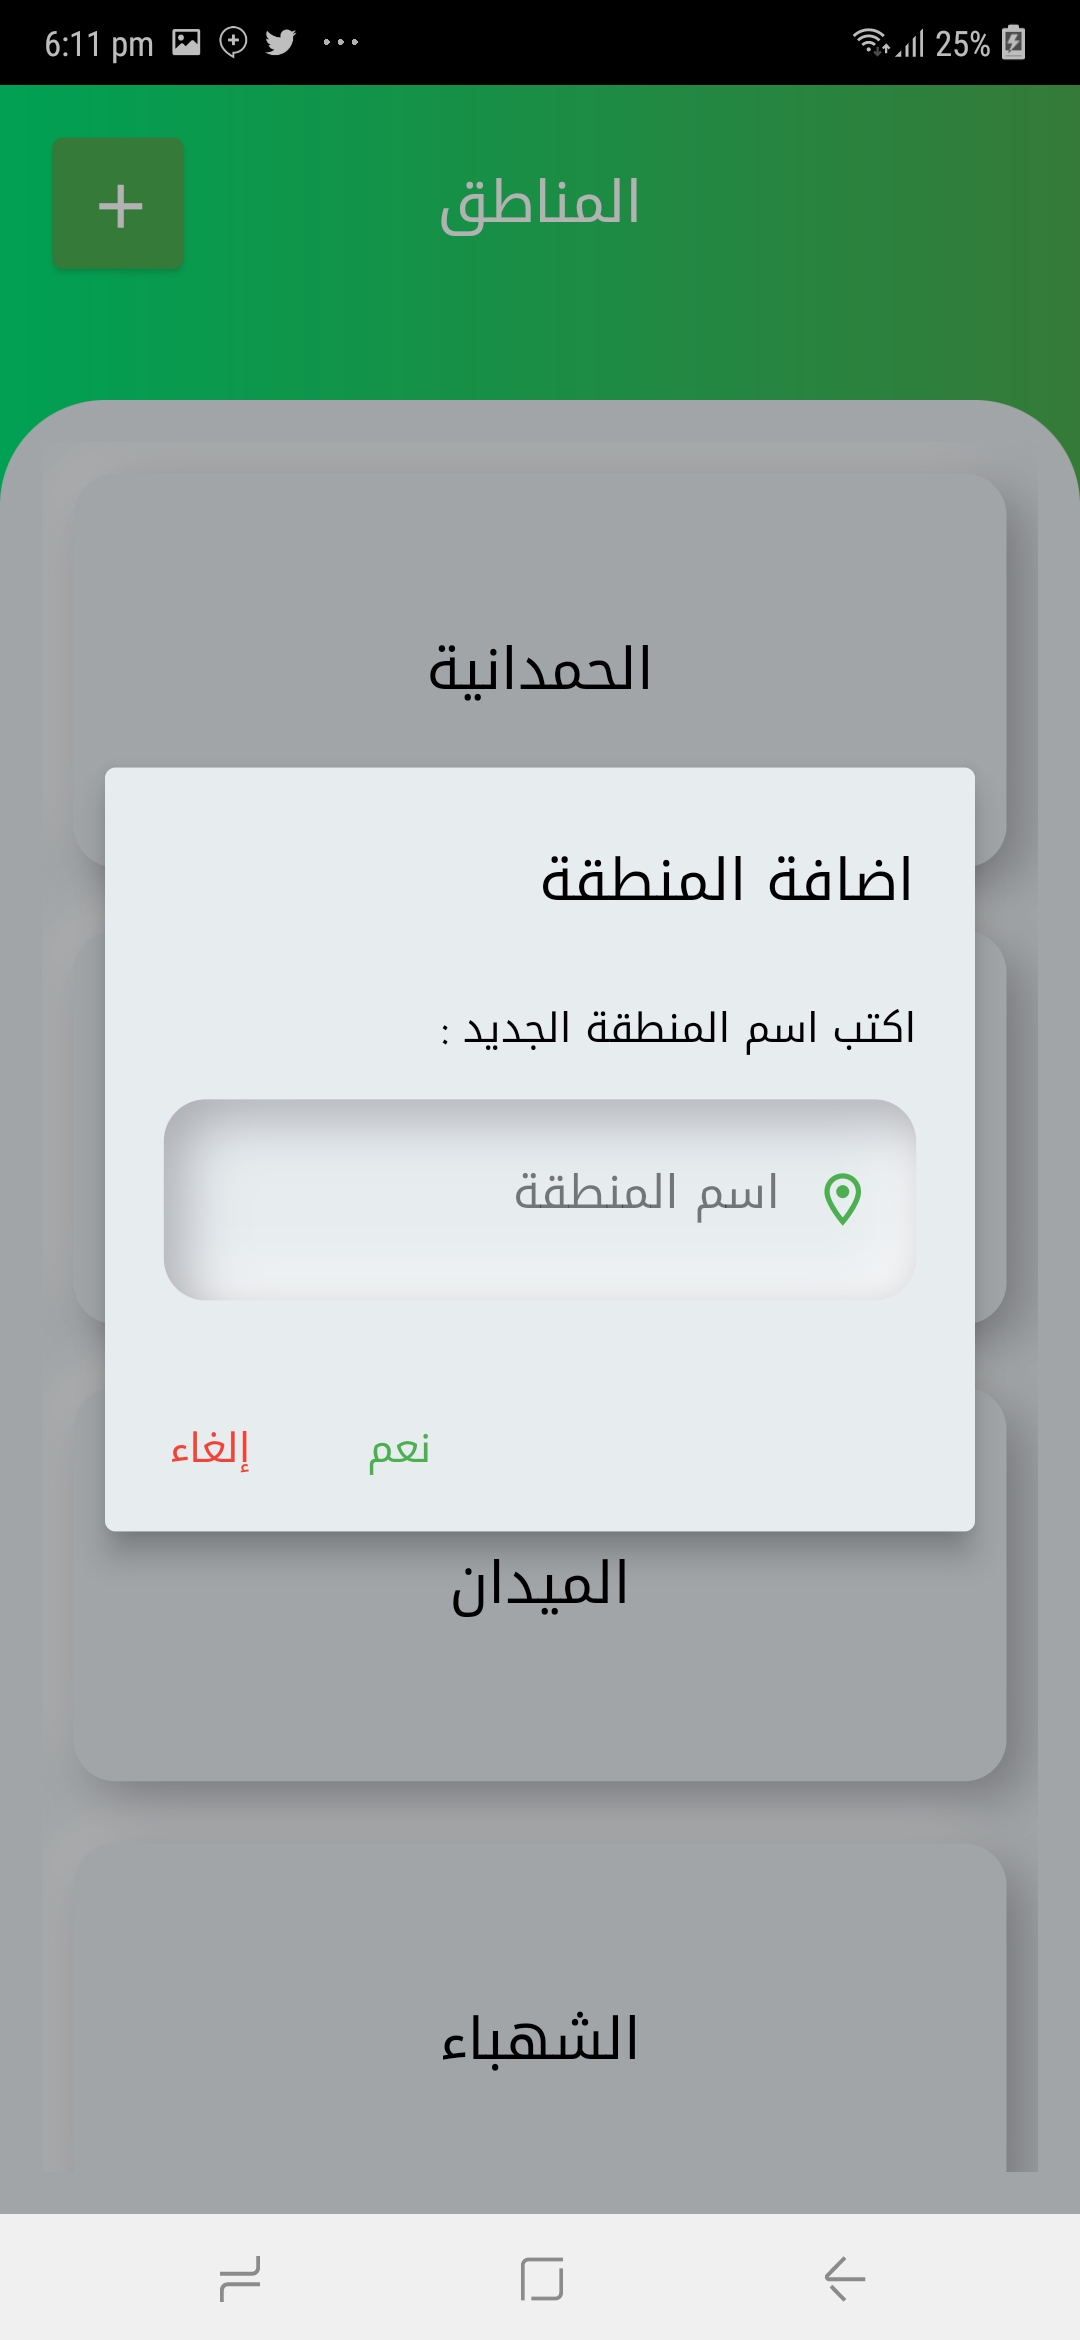 6:11 pm
25%
المناطق
الحمدانية
اضافة المنطقة
اكتب اسم المنطقة الجديد :
اسم المنطقة
نعم
إلغاء
الميدان
الشهباء